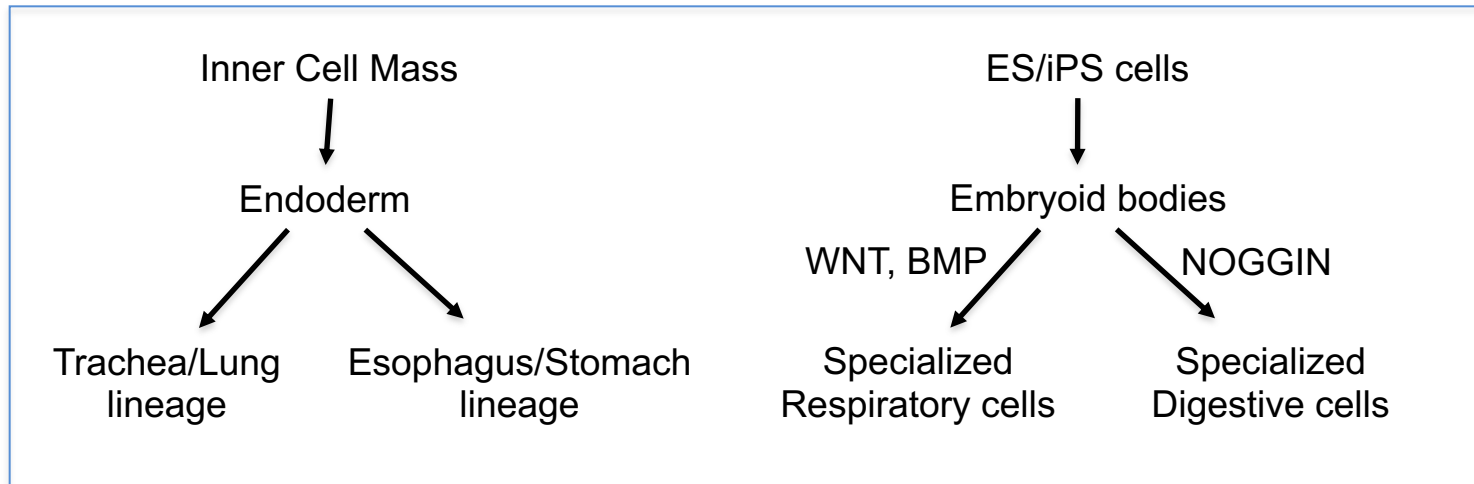 Inner Cell Mass
Endoderm
Trachea/Lung
lineage
Esophagus/Stomach
lineage
ES/iPS cells
Embryoid bodies
WNT, BMP
NOGGIN
Specialized
Respiratory cells
Specialized
Digestive cells